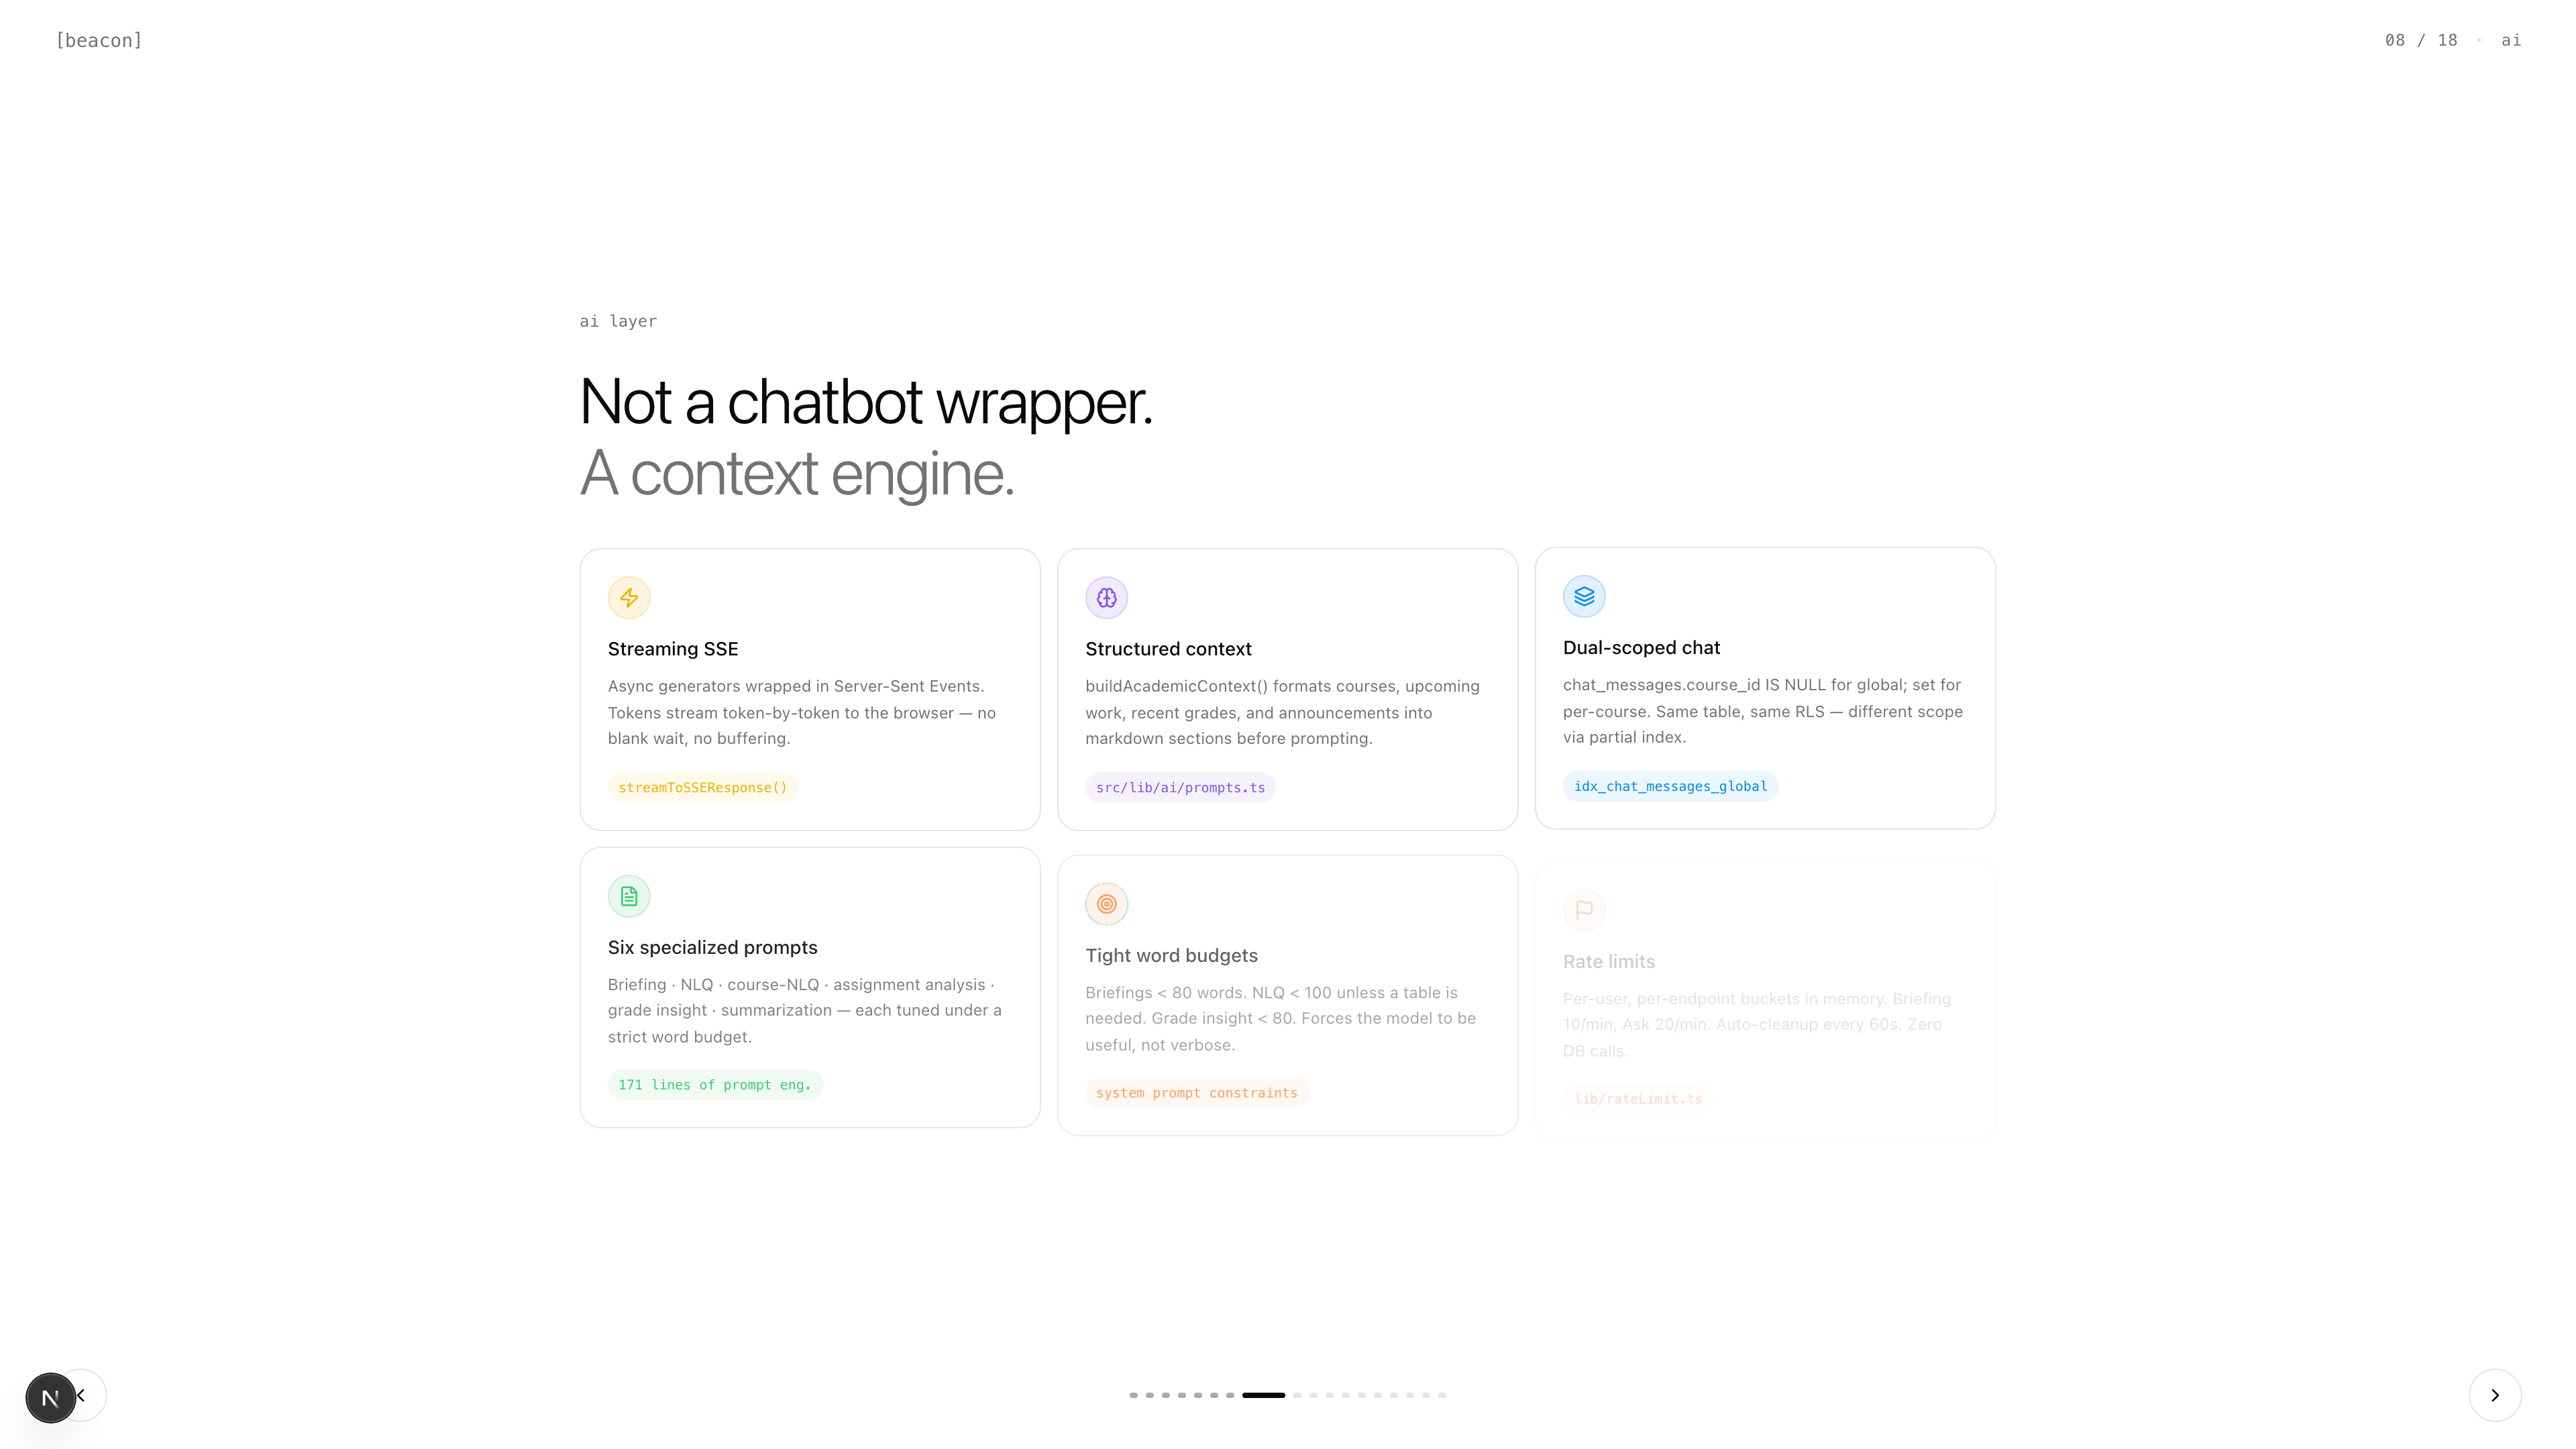 [beacon]
08 / 18 · ai
ai layer
Not a chatbot wrapper.
A context engine.
Streaming SSE
Async generators wrapped in Server-Sent Events.
Tokens stream token-by-token to the browser — no
blank wait, no buffering.
streamToSSEResponse()
Structured context
buildAcademicContext() formats courses, upcoming
work, recent grades, and announcements into
markdown sections before prompting.
src/lib/ai/prompts.ts
Dual-scoped chat
chat_messages.course_id IS NULL for global; set for
per-course. Same table, same RLS — different scope
via partial index.
idx_chat_messages_global
Six specialized prompts
Briefing · NLQ · course-NLQ · assignment analysis ·
grade insight · summarization — each tuned under a
strict word budget.
171 lines of prompt eng.
Tight word budgets
Briefings < 80 words. NLQ < 100 unless a table is
needed. Grade insight < 80. Forces the model to be
useful, not verbose.
system prompt constraints
Rate limits
Per-user, per-endpoint buckets in memory. Briefing
10/min, Ask 20/min. Auto-cleanup every 60s. Zero
DB calls.
lib/rateLimit.ts
N